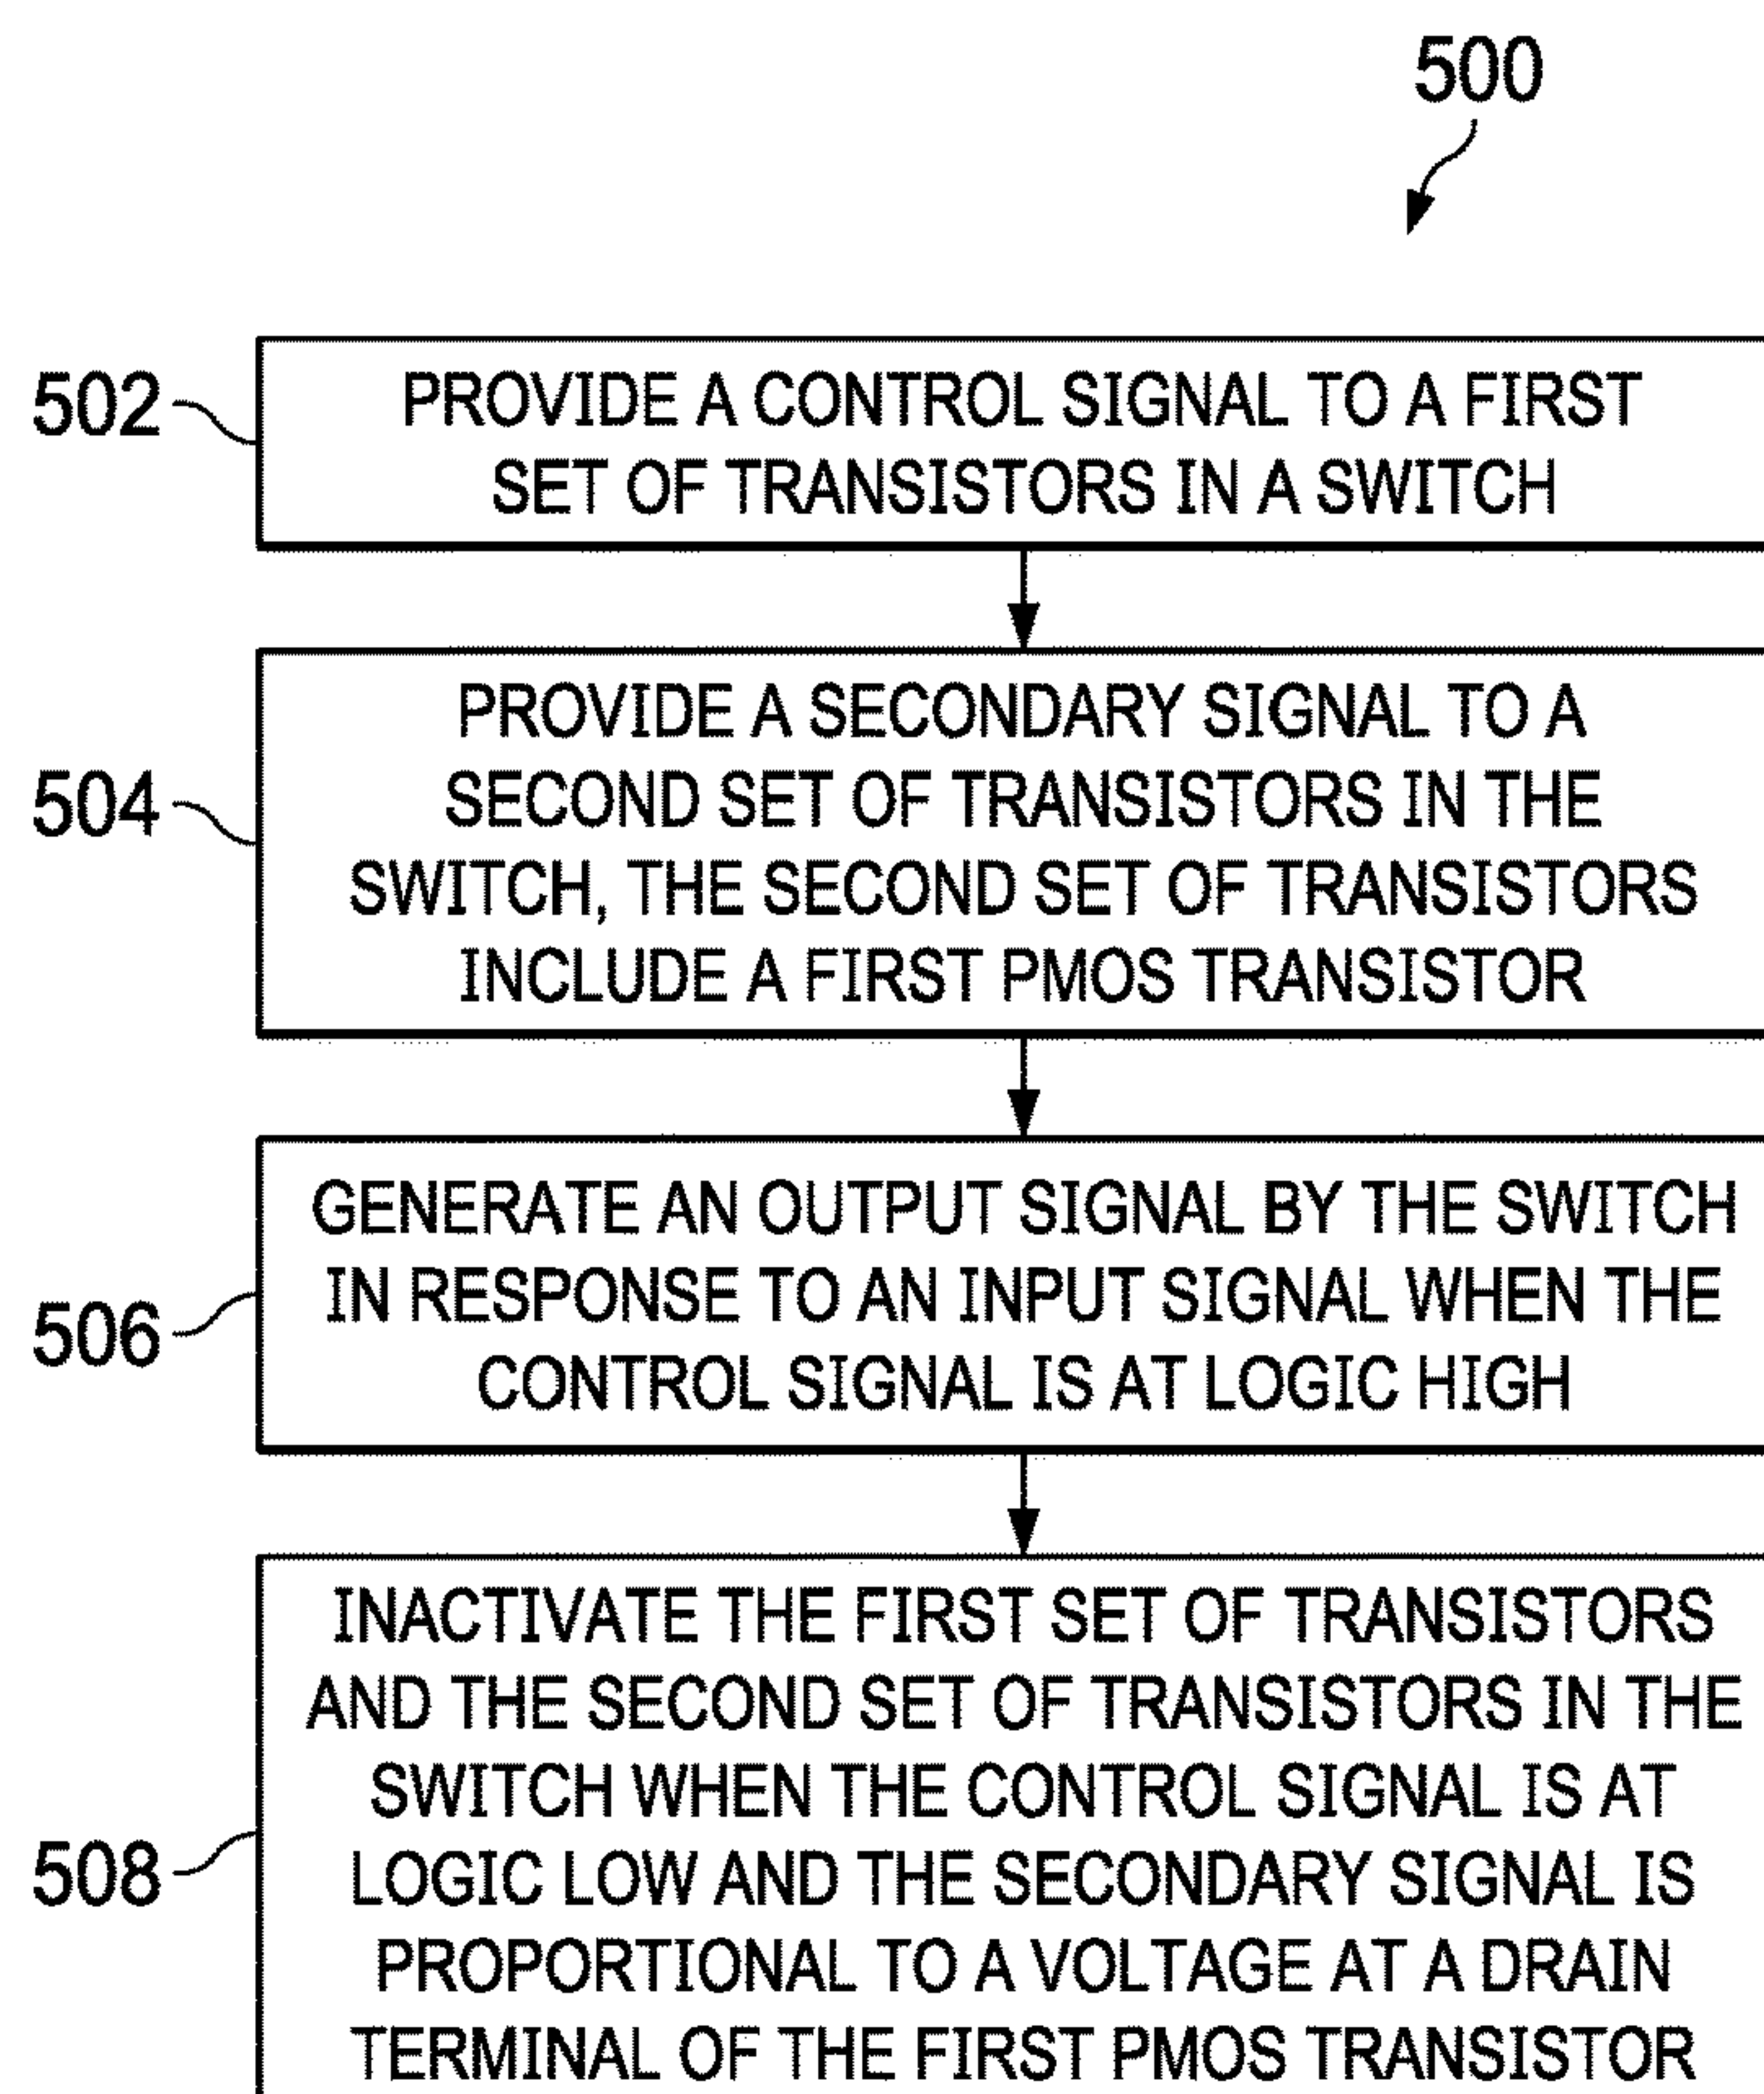 500
502
PROVIDE A CONTROL SIGNAL TO A FIRST
SET OF TRANSISTORS IN A SWITCH
504
PROVIDE A SECONDARY SIGNAL TO A
SECOND SET OF TRANSISTORS IN THE
SWITCH, THE SECOND SET OF TRANSISTORS
INCLUDE A FIRST PMOS TRANSISTOR
506
GENERATE AN OUTPUT SIGNAL BY THE SWITCH
IN RESPONSE TO AN INPUT SIGNAL WHEN THE
CONTROL SIGNAL IS AT LOGIC HIGH
508
INACTIVATE THE FIRST SET OF TRANSISTORS
AND THE SECOND SET OF TRANSISTORS IN THE
SWITCH WHEN THE CONTROL SIGNAL IS AT
LOGIC LOW AND THE SECONDARY SIGNAL IS
PROPORTIONAL TO A VOLTAGE AT A DRAIN
TERMINAL OF THE FIRST PMOS TRANSISTOR